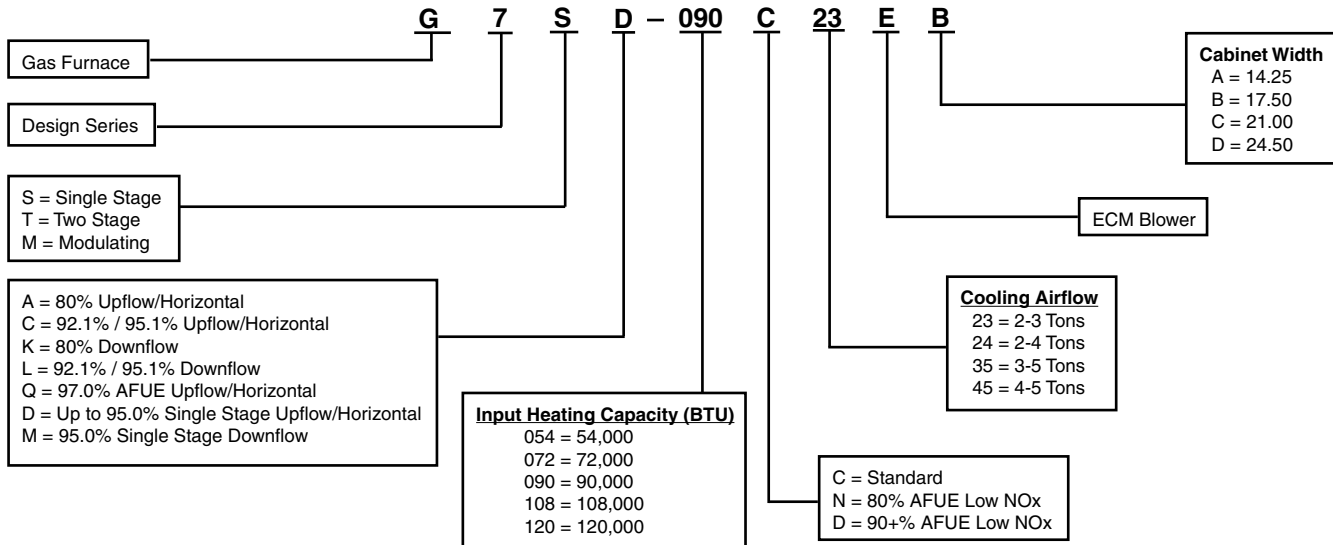 G 7 S D – 090 C 23 E B
Gas Furnace
Design Series
S = Single Stage
T = Two Stage
M = Modulating
A = 80% Upflow/Horizontal
C = 92.1% / 95.1% Upflow/Horizontal
K = 80% Downflow
L = 92.1% / 95.1% Downflow
Q = 97.0% AFUE Upflow/Horizontal
D = Up to 95.0% Single Stage Upflow/Horizontal
M = 95.0% Single Stage Downflow
Input Heating Capacity (BTU)
054 = 54,000
072 = 72,000
090 = 90,000
108 = 108,000
120 = 120,000
C = Standard
N = 80% AFUE Low NOx
D = 90+% AFUE Low NOx
Cooling Airflow
23 = 2-3 Tons
24 = 2-4 Tons
35 = 3-5 Tons
45 = 4-5 Tons
ECM Blower
Cabinet Width
A = 14.25
B = 17.50
C = 21.00
D = 24.50